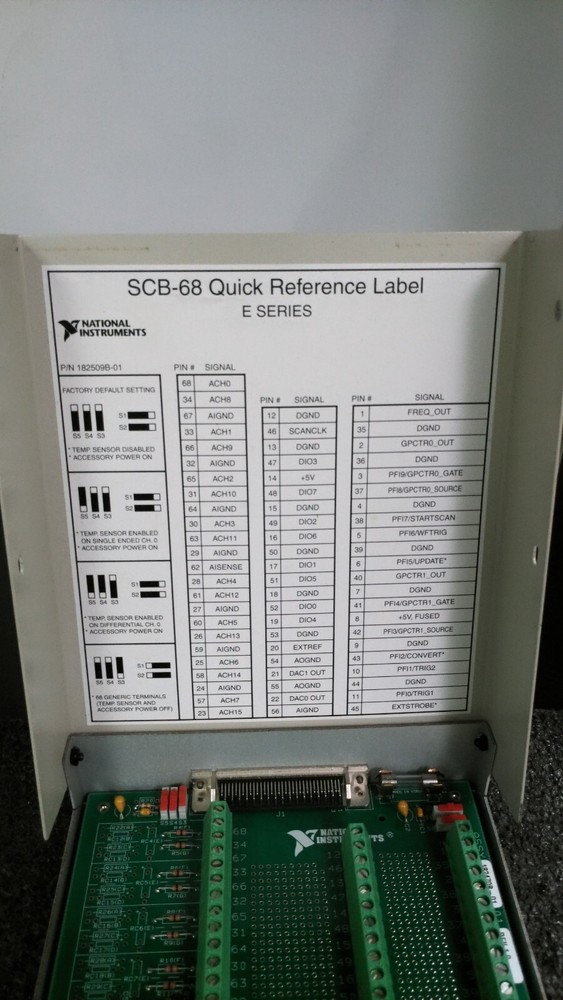 SCB-68 Quick Reference Label
E SERIES
NATIONAL
INSTRUMENTS
P/N 182509B-01
FACTORY DEFAULT SETTING
S1
S2
S5 S4 S3
* TEMP. SENSOR DISABLED
* ACCESSORY POWER ON
S1
S2
S5 S4 S3
* TEMP. SENSOR ENABLED
ON SINGLE ENDED CH. 0
* ACCESSORY POWER ON
S1
S2
S5 S4 S3
* TEMP. SENSOR ENABLED
ON DIFFERENTIAL CH. 0
* ACCESSORY POWER ON
S1
S2
S5 S4 S3
* 68 GENERIC TERMINALS
(TEMP. SENSOR AND
ACCESSORY POWER OFF)
PIN # SIGNAL
68 ACH0
34 ACH8
67 AIGND
33 ACH1
66 ACH9
32 AIGND
65 ACH2
31 ACH10
64 AIGND
30 ACH3
63 ACH11
29 AIGND
62 AISENSE
28 ACH4
61 ACH12
27 AIGND
60 ACH5
26 ACH13
59 AIGND
25 ACH6
58 ACH14
24 AIGND
57 ACH7
23 ACH15
PIN # SIGNAL
12 DGND
46 SCANCLK
13 DGND
47 DIO3
14 +5V
48 DIO7
15 DGND
49 DIO2
16 DIO6
50 DGND
17 DIO1
51 DIO5
18 DGND
52 DIO0
19 DIO4
53 DGND
20 EXTREF
54 AOGND
21 DAC1 OUT
55 AOGND
22 DAC0 OUT
56 AIGND
PIN # SIGNAL
1 FREQ_OUT
35 DGND
2 GPCTR0_OUT
36 DGND
3 PFI9/GPCTR0_GATE
37 PFI8/GPCTR0_SOURCE
4 DGND
38 PFI7/STARTSCAN
5 PFI6/WFTRIG
39 DGND
6 PFI5/UPDATE*
40 GPCTR1_OUT
7 DGND
41 PFI4/GPCTR1_GATE
8 +5V, FUSED
42 PFI3/GPCTR1_SOURCE
9 DGND
43 PFI2/CONVERT*
10 PFI1/TRIG2
44 DGND
11 PFI0/TRIG1
45 EXTSTROBE*
J1
NATIONAL
INSTRUMENTS
68
34
67
33
66
32
65
31
64
30
63